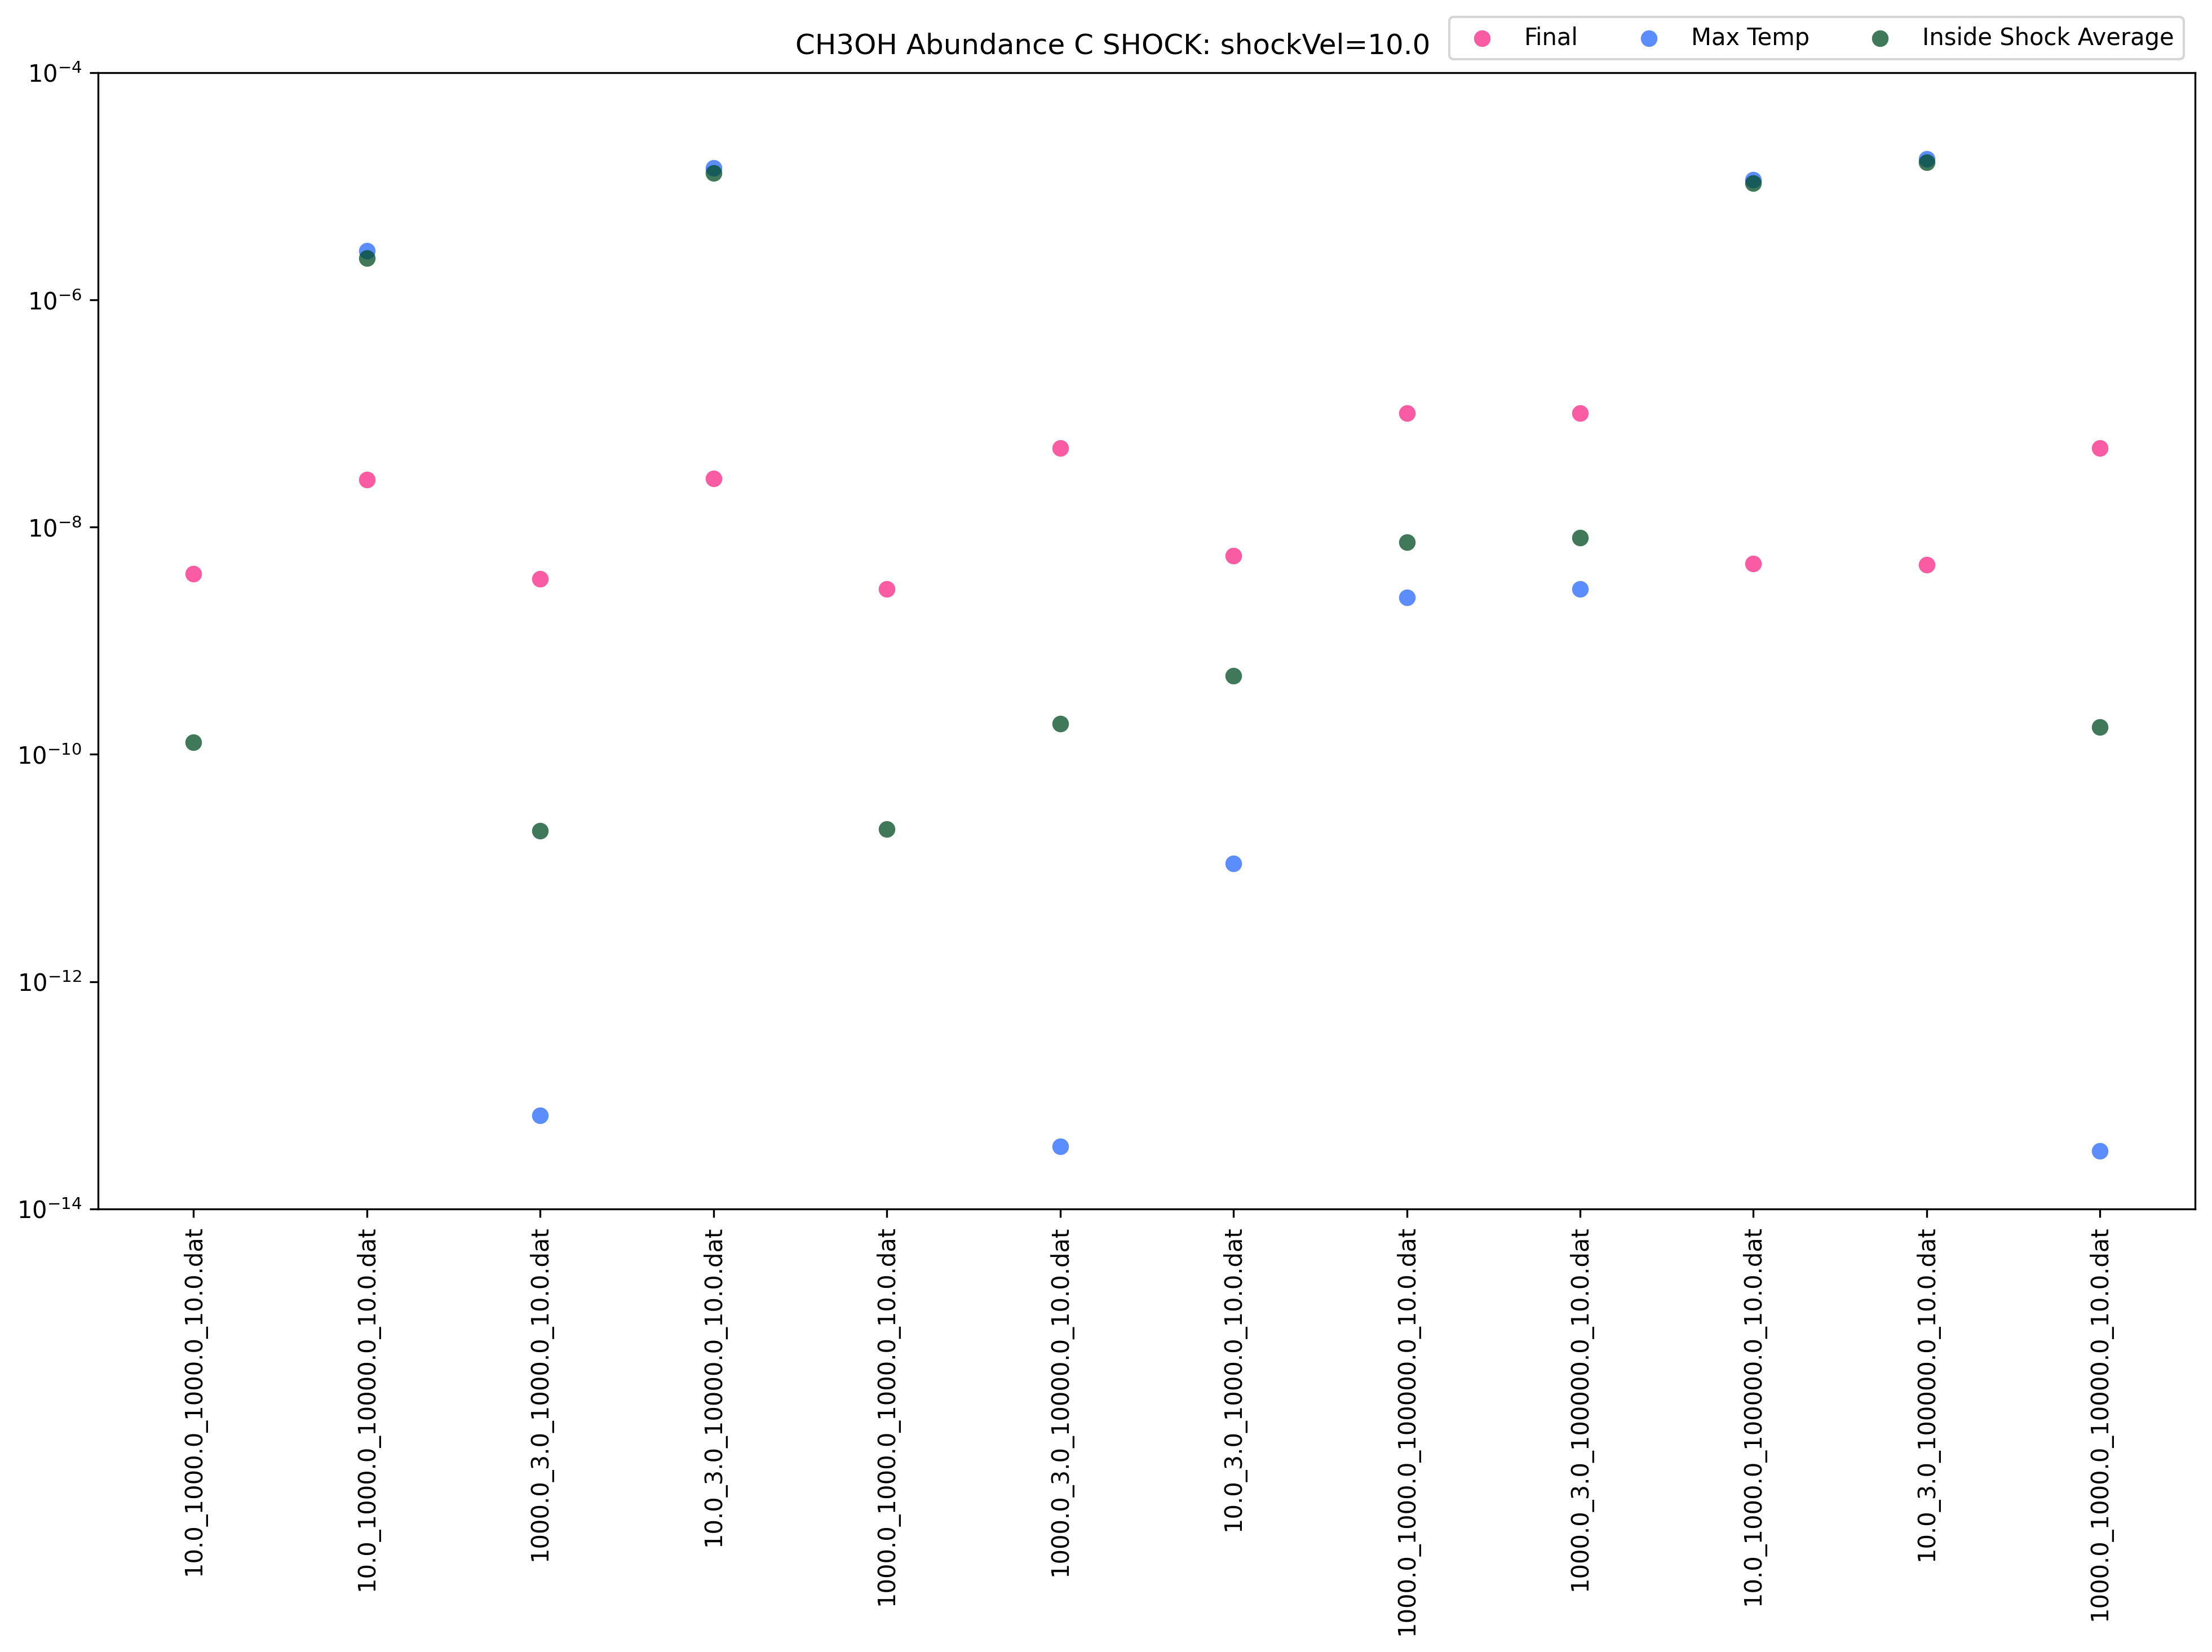 CH3OH Abundance C SHOCK: shockVel=10.0
Final
Max Temp
Inside Shock Average
10⁻⁴
10⁻⁶
10⁻⁸
10⁻¹⁰
10⁻¹²
10⁻¹⁴
10.0_1000.0_1000.0_10.0.dat
10.0_1000.0_10000.0_10.0.dat
1000.0_3.0_1000.0_10.0.dat
10.0_3.0_10000.0_10.0.dat
1000.0_1000.0_1000.0_10.0.dat
1000.0_3.0_10000.0_10.0.dat
10.0_3.0_1000.0_10.0.dat
1000.0_1000.0_100000.0_10.0.dat
1000.0_3.0_100000.0_10.0.dat
10.0_1000.0_100000.0_10.0.dat
10.0_3.0_100000.0_10.0.dat
1000.0_1000.0_10000.0_10.0.dat